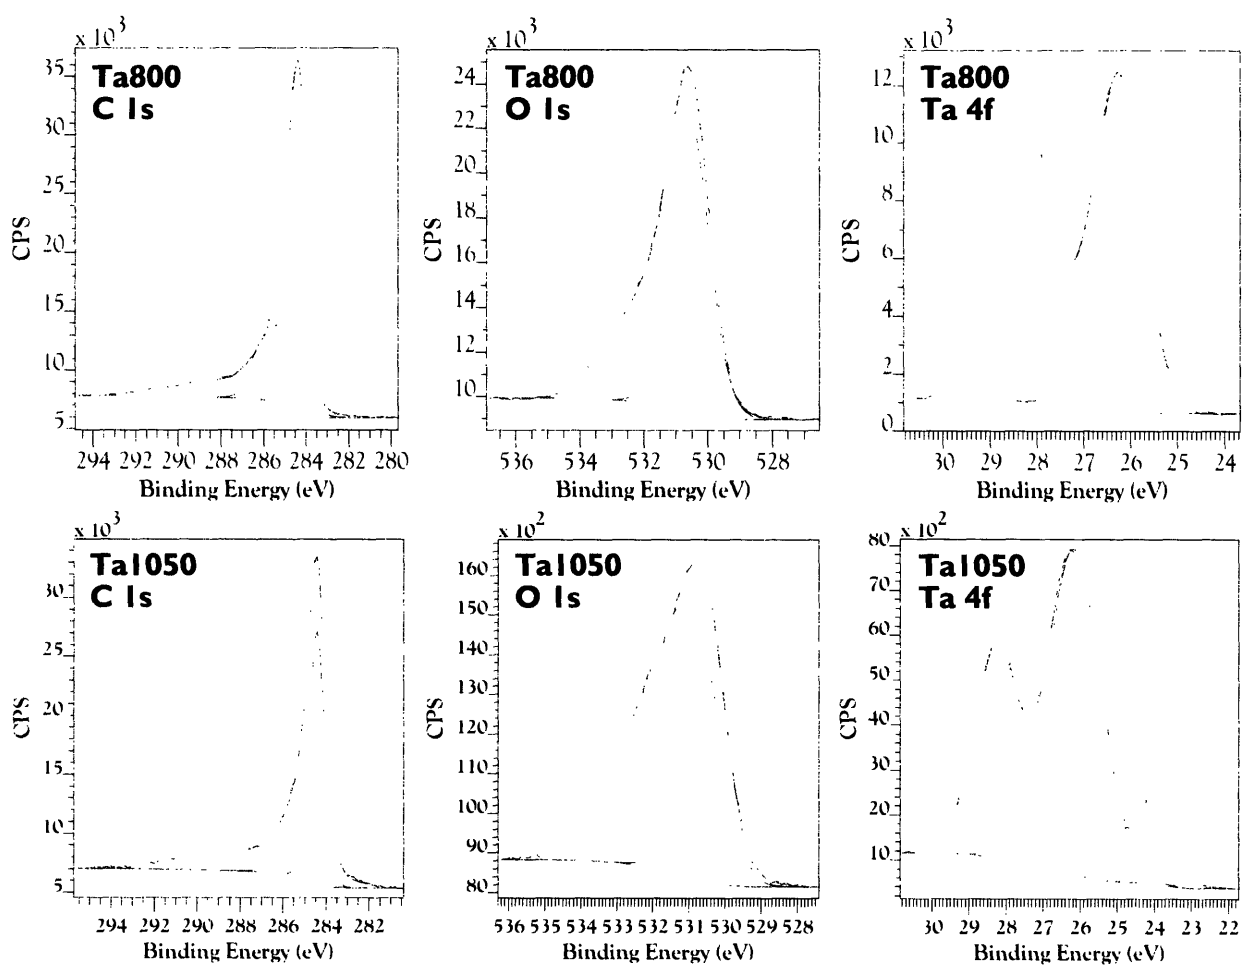 x 10³
Ta800
C 1s
CPS
35
30
25
20
15
10
5
294 292 290 288 286 284 282 280
Binding Energy (eV)
x 10³
Ta800
O 1s
CPS
24
22
20
18
16
14
12
10
536 534 532 530 528
Binding Energy (eV)
x 10³
Ta800
Ta 4f
CPS
12
10
8
6
4
2
0
30 29 28 27 26 25 24
Binding Energy (eV)
x 10³
Ta1050
C 1s
CPS
30
25
20
15
10
5
294 292 290 288 286 284 282
Binding Energy (eV)
x 10²
Ta1050
O 1s
CPS
160
150
140
130
120
110
100
90
80
536 535 534 533 532 531 530 529 528
Binding Energy (eV)
x 10²
Ta1050
Ta 4f
CPS
80
70
60
50
40
30
20
10
30 29 28 27 26 25 24 23 22
Binding Energy (eV)